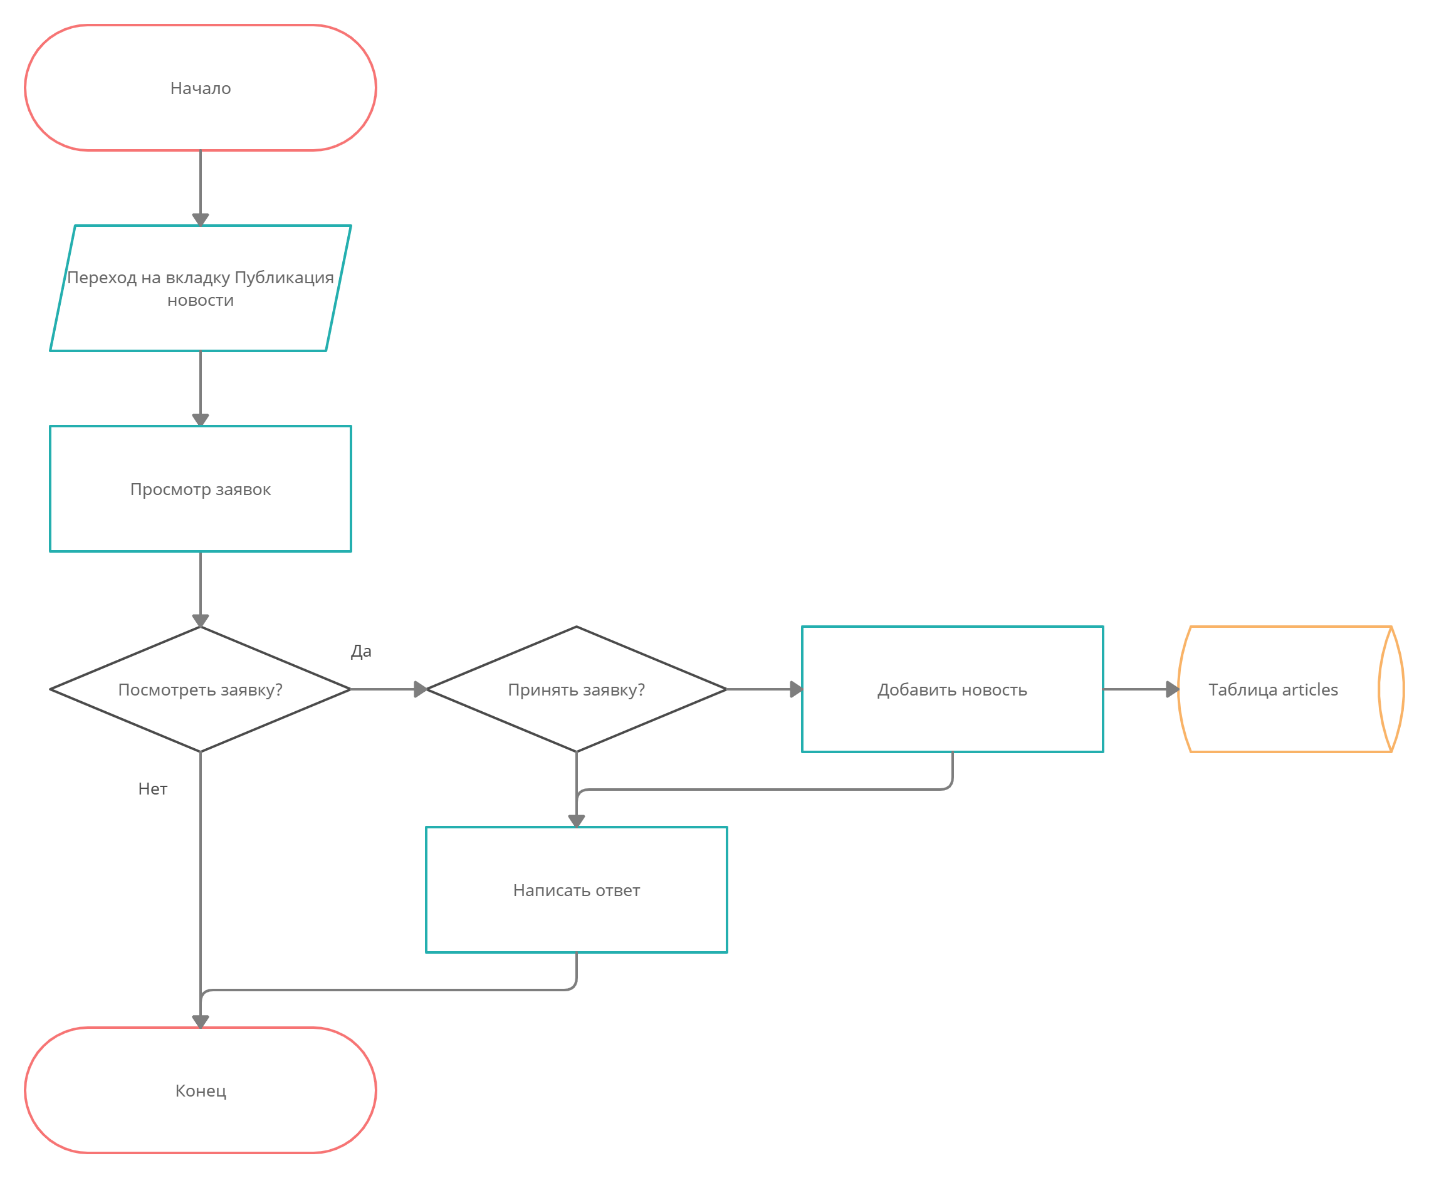 Начало
Переход на вкладку Публикация
новости
Просмотр заявок
Да
Посмотреть заявку?
Принять заявку?
Добавить новость
Таблица articles
Нет
Написать ответ
Конец